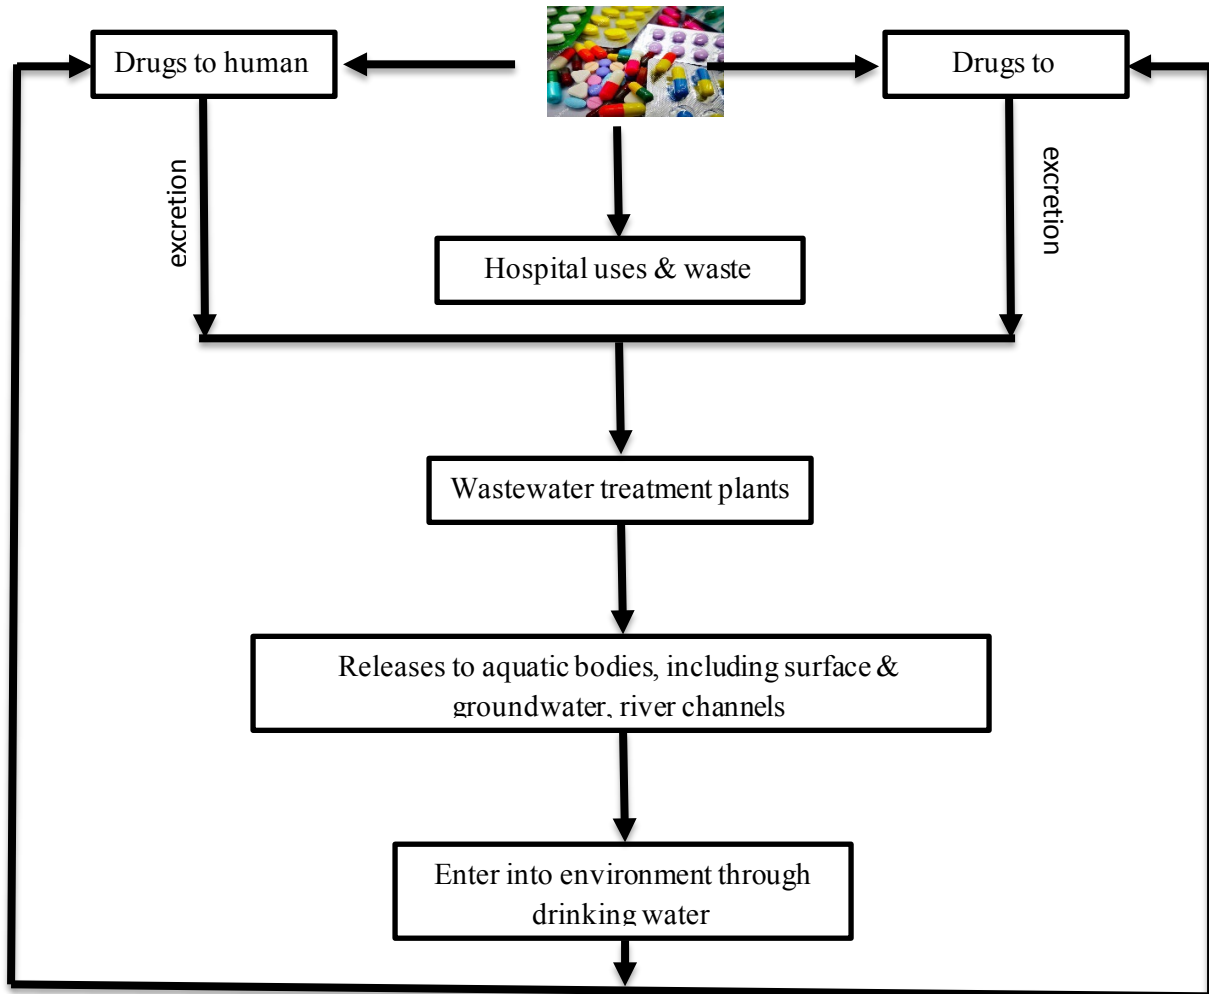 Drugs to human
Drugs to
excretion
excretion
Hospital uses & waste
Wastewater treatment plants
Releases to aquatic bodies, including surface &
groundwater, river channels
Enter into environment through
drinking water